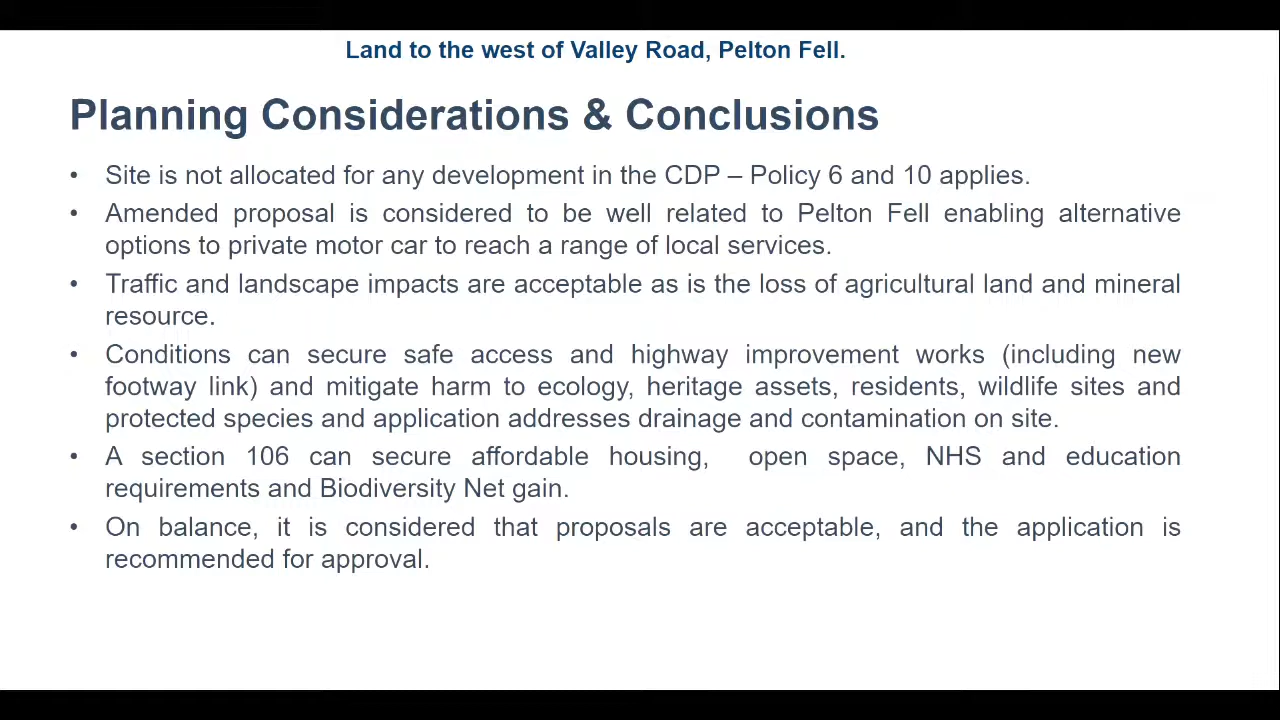 Land to the west of Valley Road, Pelton Fell.
Planning Considerations & Conclusions
• Site is not allocated for any development in the CDP – Policy 6 and 10 applies.
• Amended proposal is considered to be well related to Pelton Fell enabling alternative
options to private motor car to reach a range of local services.
• Traffic and landscape impacts are acceptable as is the loss of agricultural land and mineral
resource.
• Conditions can secure safe access and highway improvement works (including new
footway link) and mitigate harm to ecology, heritage assets, residents, wildlife sites and
protected species and application addresses drainage and contamination on site.
• A section 106 can secure affordable housing, open space, NHS and education
requirements and Biodiversity Net gain.
• On balance, it is considered that proposals are acceptable, and the application is
recommended for approval.